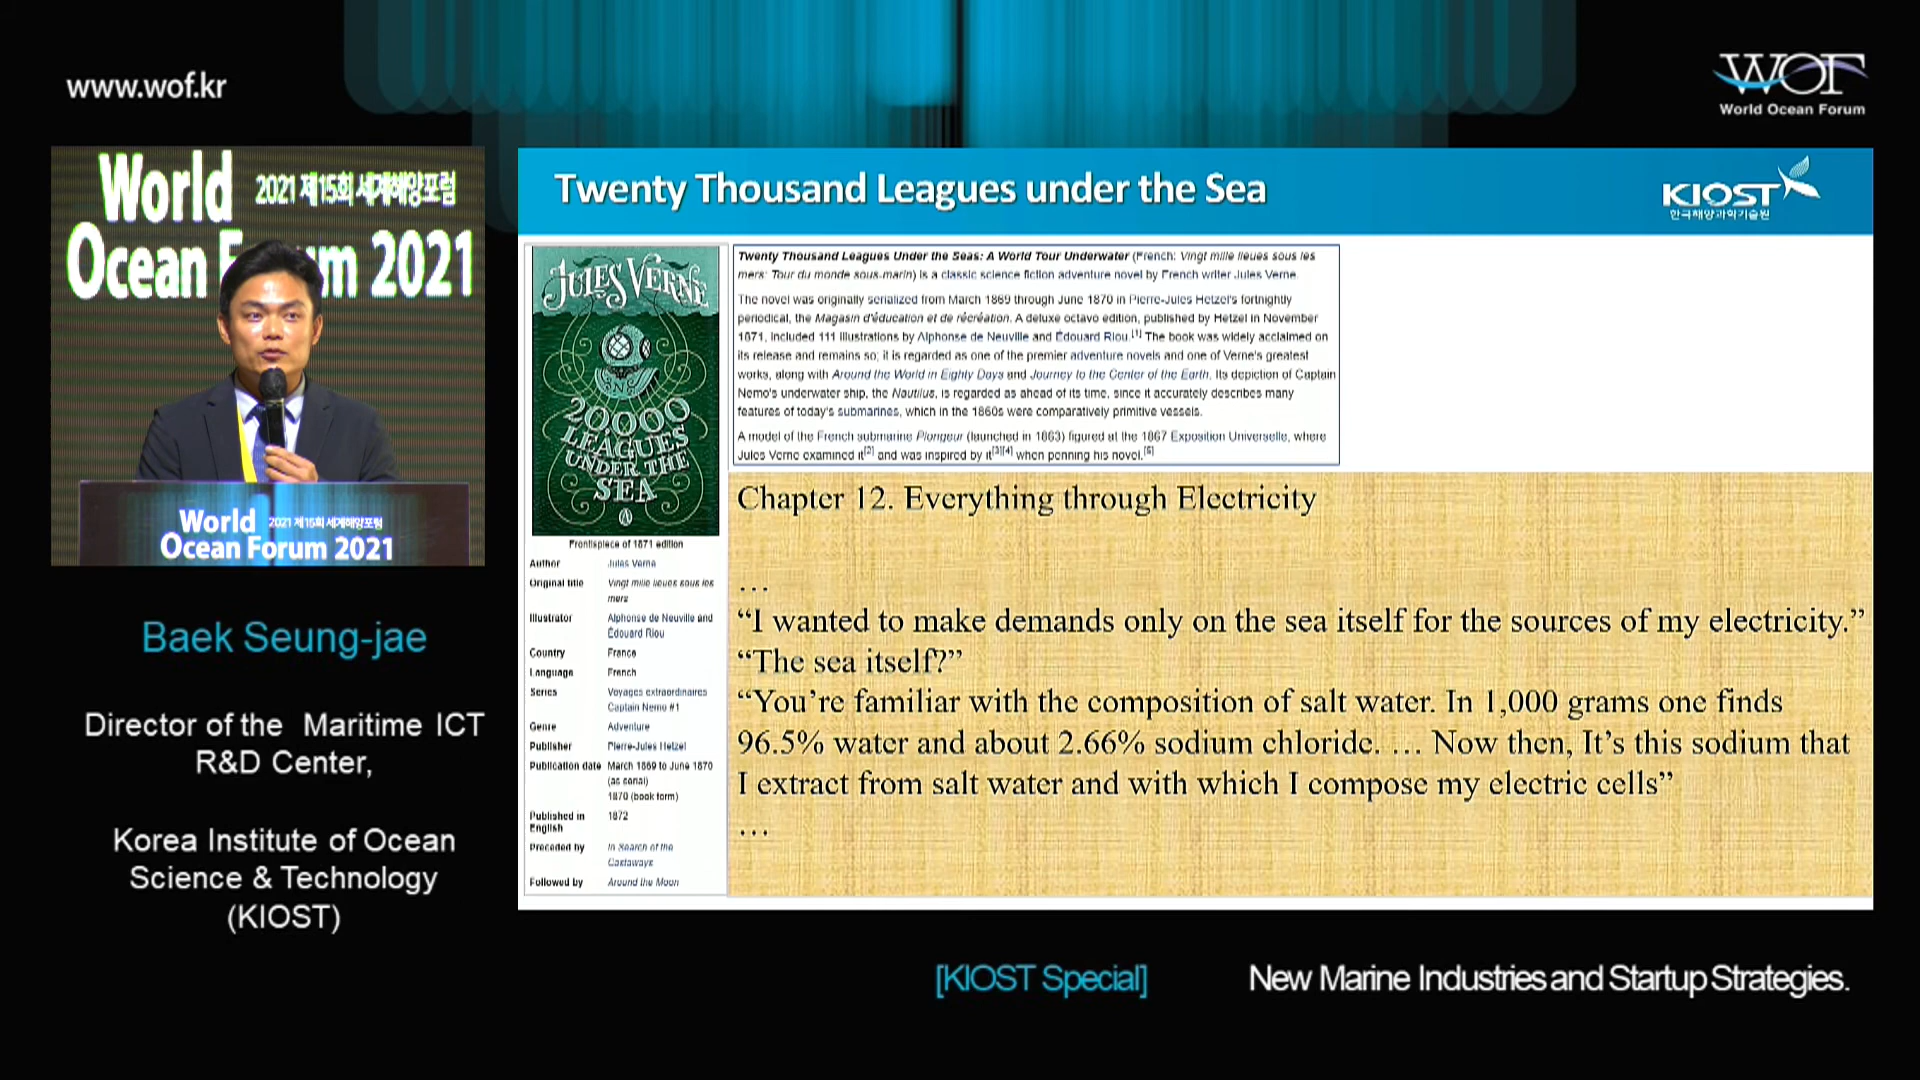 www.wof.kr
WOF
World Ocean Forum
World
2021 제15회 세계해양포럼
Ocean F um 2021
World
2021 제15회 세계해양포럼
Ocean Forum 2021
Baek Seung-jae
Director of the Maritime ICT
R&D Center,
Korea Institute of Ocean
Science & Technology
(KIOST)
Twenty Thousand Leagues under the Sea
KIOST
한국해양과학기술원
JULES VERNE
20,000
LEAGUES
UNDER THE
SEA
Frontispiece of 1871 edition
Author Jules Verne
Original title Vingt mille lieues sous les
mers
Illustrator Alphonse de Neuville and
Édouard Riou
Country France
Language French
Series Voyages extraordinaires
Captain Nemo #1
Genre Adventure
Publisher Pierre-Jules Hetzel
Publication date March 1869 to June 1870
(as serial)
1870 (book form)
Published in 1872
English
Preceded by In Search of the
Castaways
Followed by Around the Moon
Twenty Thousand Leagues Under the Seas: A World Tour Underwater (French: Vingt mille lieues sous les
mers: Tour du monde sous-marin) is a classic science fiction adventure novel by French writer Jules Verne.
The novel was originally serialized from March 1869 through June 1870 in Pierre-Jules Hetzel's fortnightly
periodical, the Magasin d'éducation et de récréation. A deluxe octavo edition, published by Hetzel in November
1871, included 111 illustrations by Alphonse de Neuville and Édouard Riou.[1] The book was widely acclaimed on
its release and remains so; it is regarded as one of the premier adventure novels and one of Verne's greatest
works, along with Around the World in Eighty Days and Journey to the Center of the Earth. Its depiction of Captain
Nemo's underwater ship, the Nautilus, is regarded as ahead of its time, since it accurately describes many
features of today's submarines, which in the 1860s were comparatively primitive vessels.
A model of the French submarine Plongeur (launched in 1863) figured at the 1867 Exposition Universelle, where
Jules Verne examined it[2] and was inspired by it[3][4] when penning his novel.[5]
Chapter 12. Everything through Electricity
…
“I wanted to make demands only on the sea itself for the sources of my electricity.”
“The sea itself?”
“You’re familiar with the composition of salt water. In 1,000 grams one finds
96.5% water and about 2.66% sodium chloride. … Now then, It’s this sodium that
I extract from salt water and with which I compose my electric cells”
…
[KIOST Special] New Marine Industries and Startup Strategies.